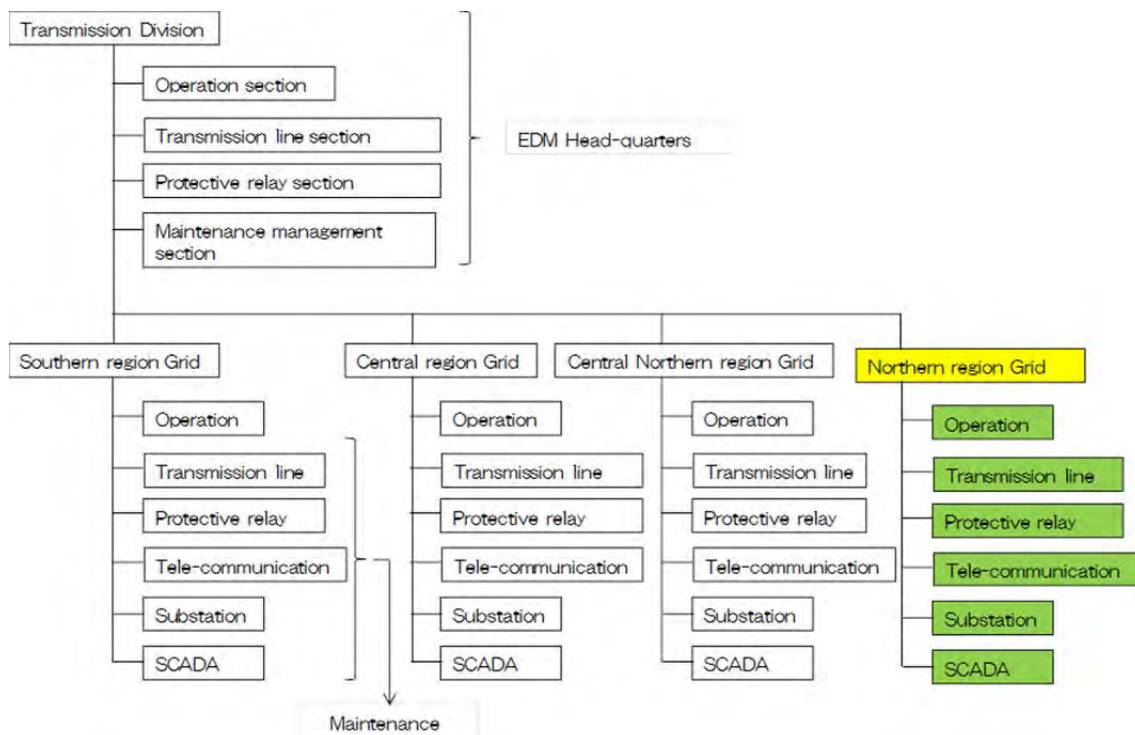 Transmission Division
Operation section
Transmission line section
EDM Head-quarters
Protective relay section
Maintenance management
section
Southern region Grid
Central region Grid
Central Northern region Grid
Northern region Grid
Operation
Transmission line
Protective relay
Tele-communication
Substation
SCADA
Maintenance
Operation
Transmission line
Protective relay
Tele-communication
Substation
SCADA
Operation
Transmission line
Protective relay
Tele-communication
Substation
SCADA
Operation
Transmission line
Protective relay
Tele-communication
Substation
SCADA